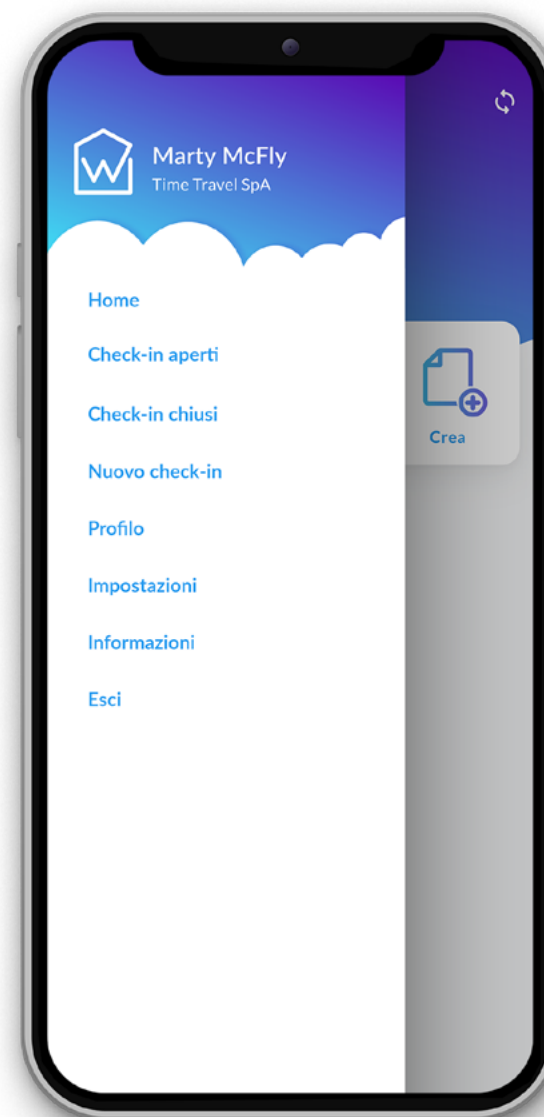 Marty McFly
Time Travel SpA
Home
Check-in aperti
Check-in chiusi
Nuovo check-in
Profilo
Impostazioni
Informazioni
Esci
Crea